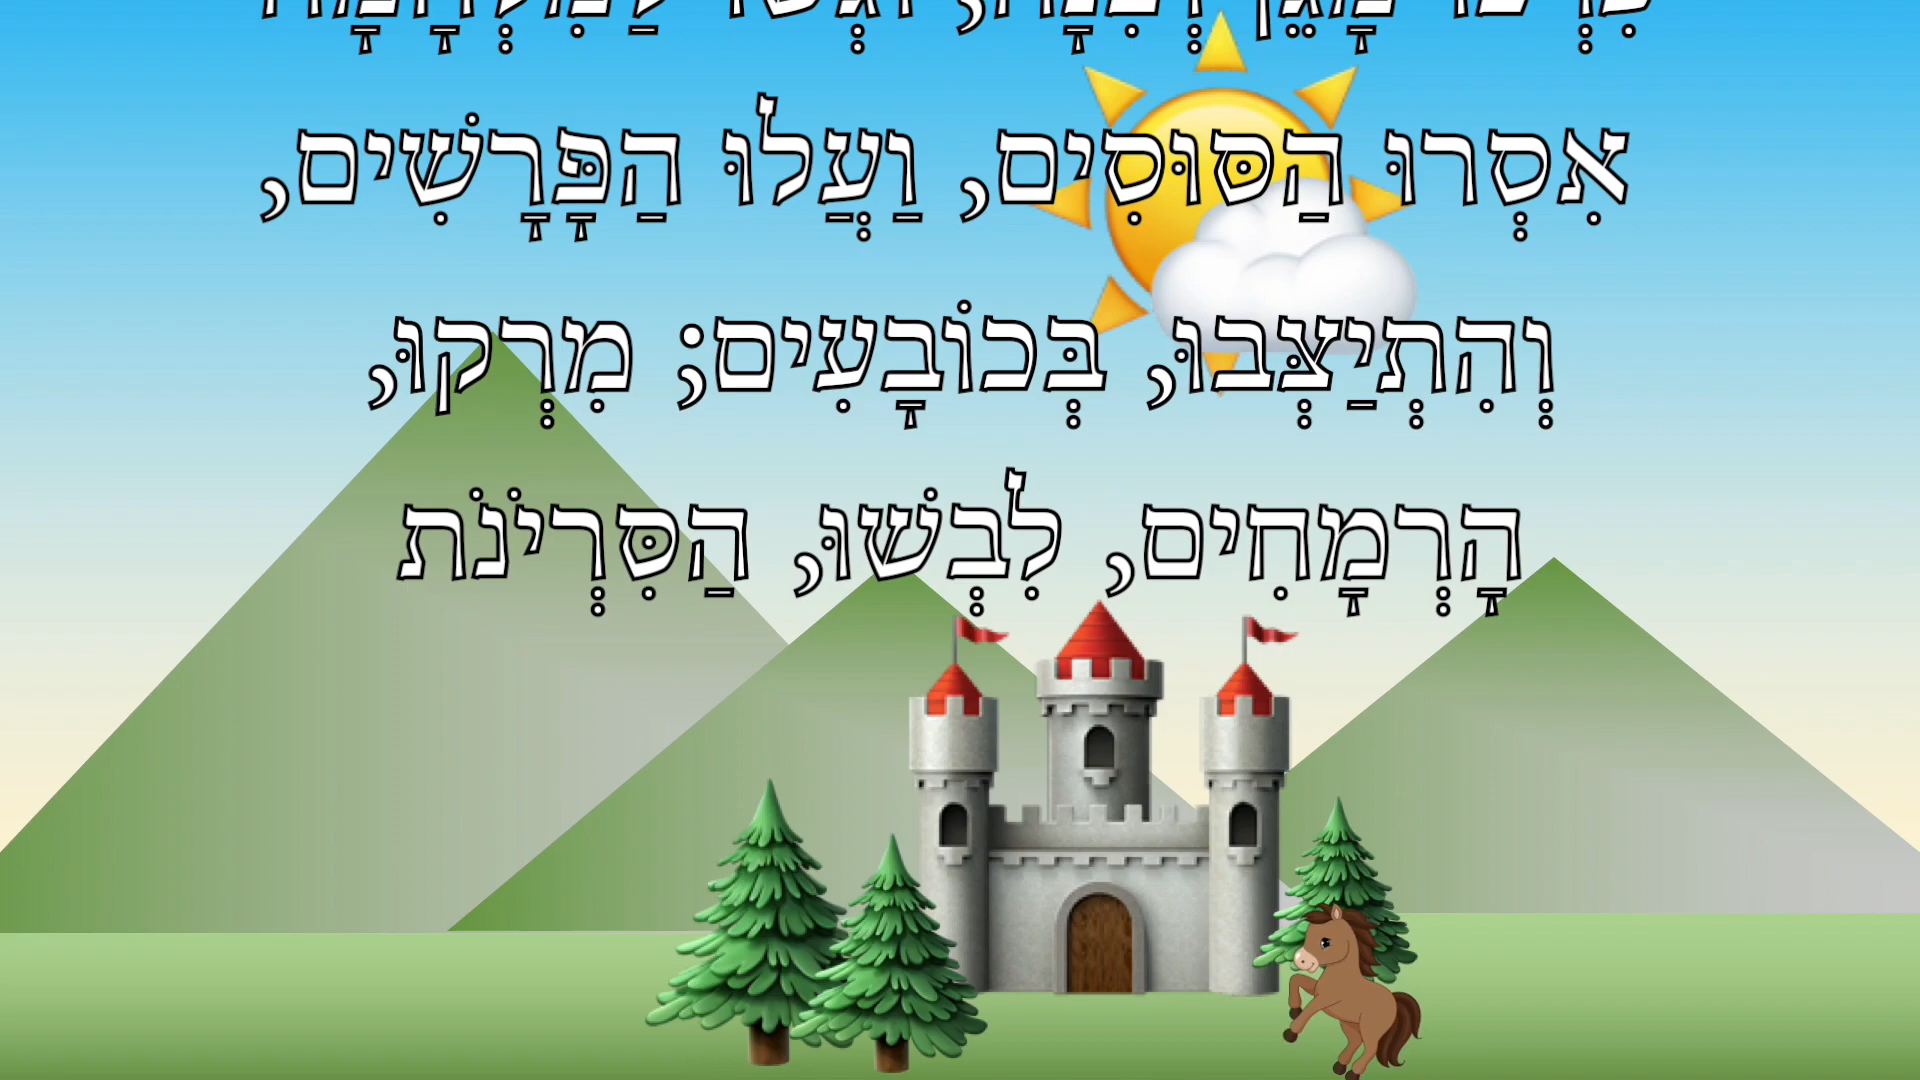 אִסְרוּ הַסּוּסִים, וַעֲלוּ הַפָּרָשִׁים,
וְהִתְיַצְּבוּ, בְּכוֹבָעִים; מִרְקוּ,
הָרְמָחִים, לִבְשׁוּ, הַסִּרְיֹנֹת